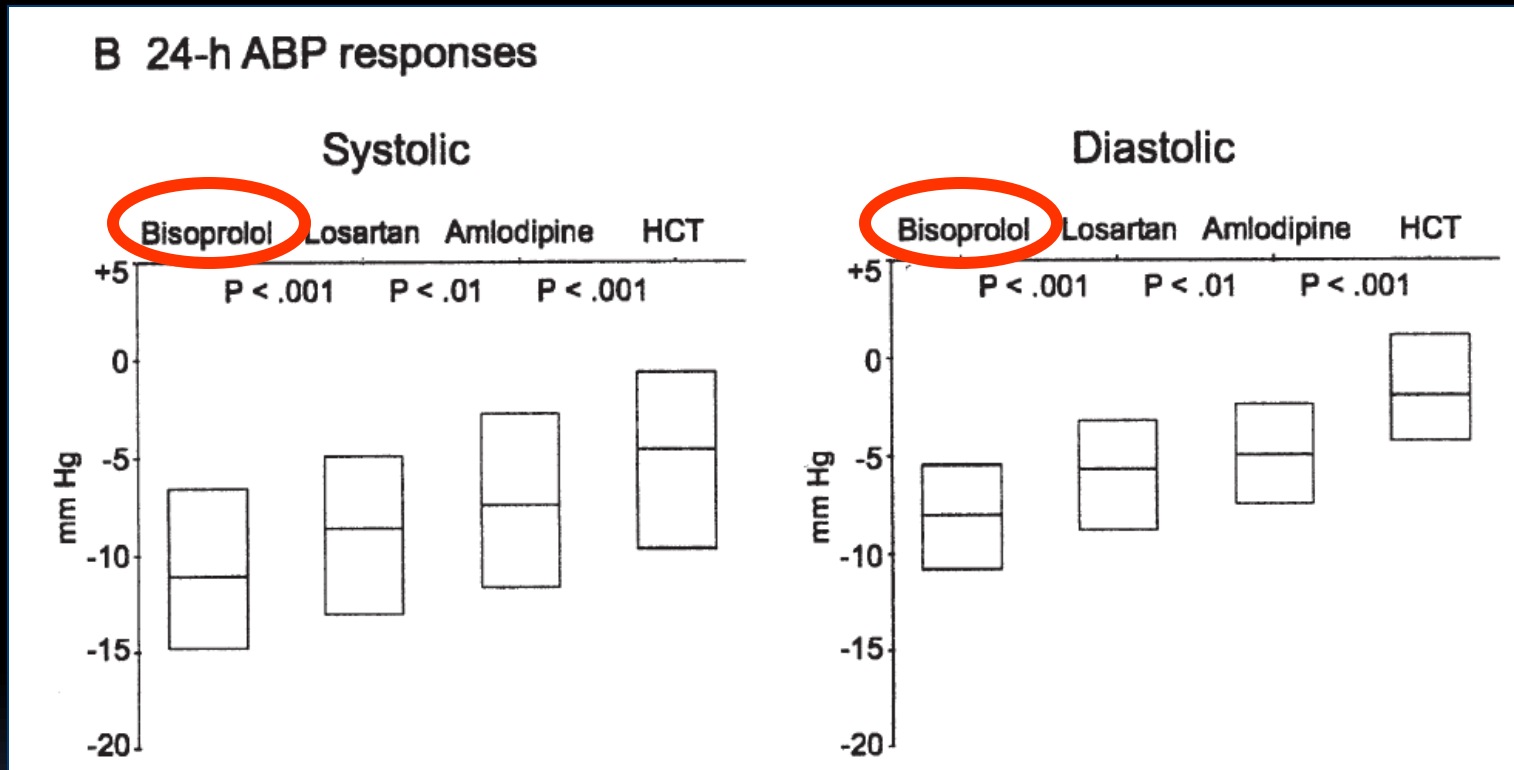 B 24-h ABP responses
Systolic
Bisoprolol Losartan Amlodipine HCT
+5
P < .001 P < .01 P < .001
0
-5
-10
-15
-20
mm Hg
Diastolic
Bisoprolol Losartan Amlodipine HCT
+5
P < .001 P < .01 P < .001
0
-5
-10
-15
-20
mm Hg